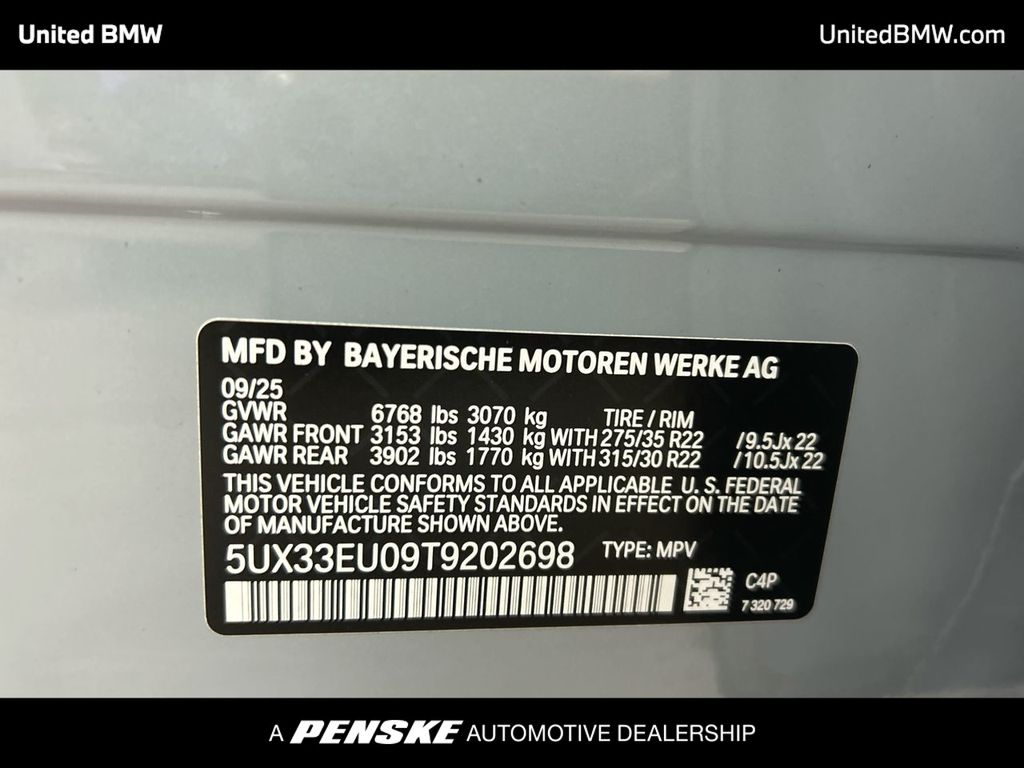 United BMW
UnitedBMW.com
MFD BY BAYERISCHE MOTOREN WERKE AG
09/25
GVWR 6768 lbs 3070 kg TIRE / RIM
GAWR FRONT 3153 lbs 1430 kg WITH 275/35 R22 /9.5Jx 22
GAWR REAR 3902 lbs 1770 kg WITH 315/30 R22 /10.5Jx 22
THIS VEHICLE CONFORMS TO ALL APPLICABLE U. S. FEDERAL
MOTOR VEHICLE SAFETY STANDARDS IN EFFECT ON THE DATE
OF MANUFACTURE SHOWN ABOVE.
5UX33EU09T9202698 TYPE: MPV
C4P
7 320 729
A PENSKE AUTOMOTIVE DEALERSHIP